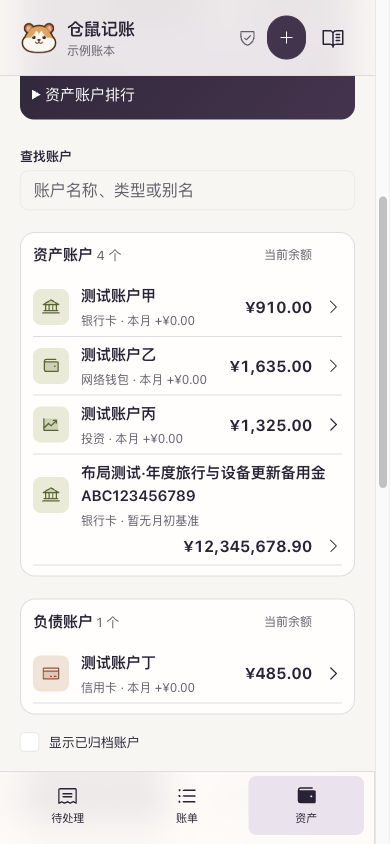 仓鼠记账
示例账本
▶ 资产账户排行
查找账户
账户名称、类型或别名
资产账户 4 个 当前余额
测试账户甲
银行卡 · 本月 +¥0.00
¥910.00
测试账户乙
网络钱包 · 本月 +¥0.00
¥1,635.00
测试账户丙
投资 · 本月 +¥0.00
¥1,325.00
布局测试·年度旅行与设备更新备用金
ABC123456789
银行卡 · 暂无月初基准
¥12,345,678.90
负债账户 1 个 当前余额
测试账户丁
信用卡 · 本月 +¥0.00
¥485.00
显示已归档账户
待处理 账单 资产